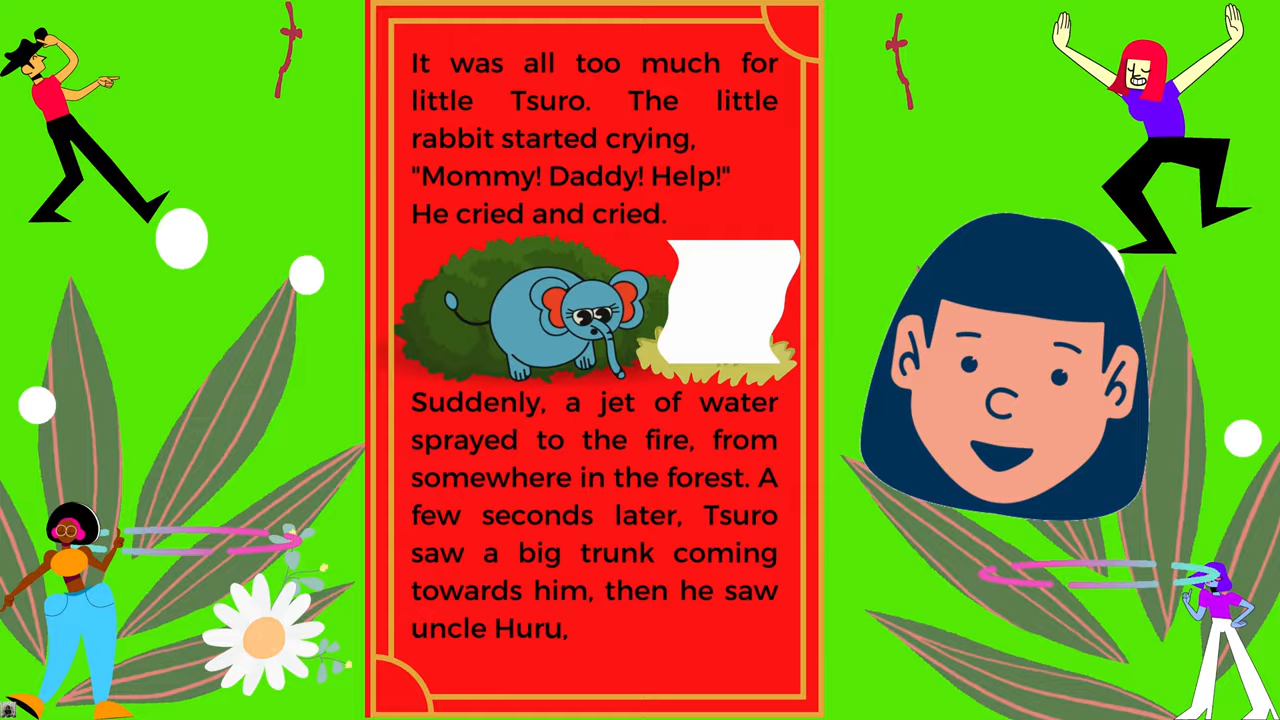 It was all too much for
little Tsuro. The little
rabbit started crying,
"Mommy! Daddy! Help!"
He cried and cried.
Suddenly, a jet of water
sprayed to the fire, from
somewhere in the forest. A
few seconds later, Tsuro
saw a big trunk coming
towards him, then he saw
uncle Huru,